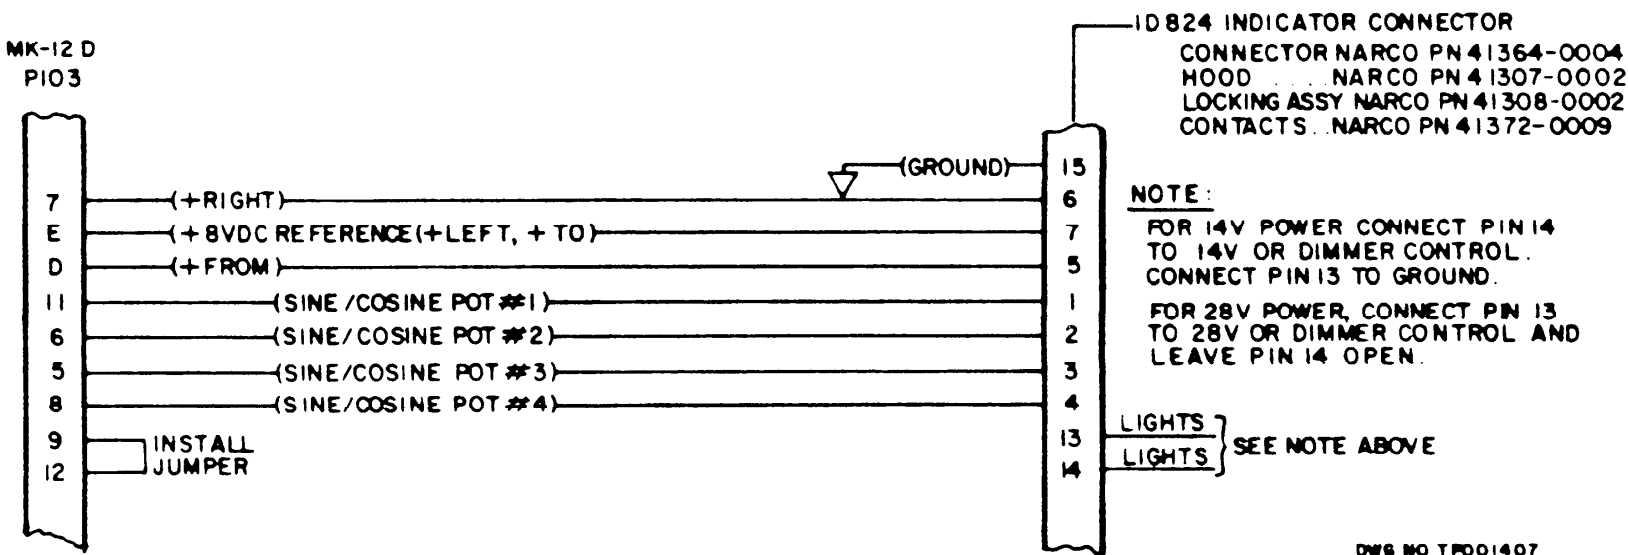 MK-12 D
P103
ID 824 INDICATOR CONNECTOR
CONNECTOR NARCO PN 41364-0004
HOOD .... NARCO PN 41307-0002
LOCKING ASSY NARCO PN 41308-0002
CONTACTS .. NARCO PN 41372-0009
(GROUND) 15
7 (+RIGHT) 6
E (+8VDC REFERENCE (+LEFT, + TO) 7
D (+FROM) 5
11 (SINE/COSINE POT #1) 1
6 (SINE/COSINE POT #2) 2
5 (SINE/COSINE POT #3) 3
8 (SINE/COSINE POT #4) 4
9
12
INSTALL
JUMPER
13 LIGHTS
14 LIGHTS
SEE NOTE ABOVE
NOTE:
FOR 14V POWER CONNECT PIN 14
TO 14V OR DIMMER CONTROL.
CONNECT PIN 13 TO GROUND.
FOR 28V POWER, CONNECT PIN 13
TO 28V OR DIMMER CONTROL AND
LEAVE PIN 14 OPEN.
DWG NO TP001407